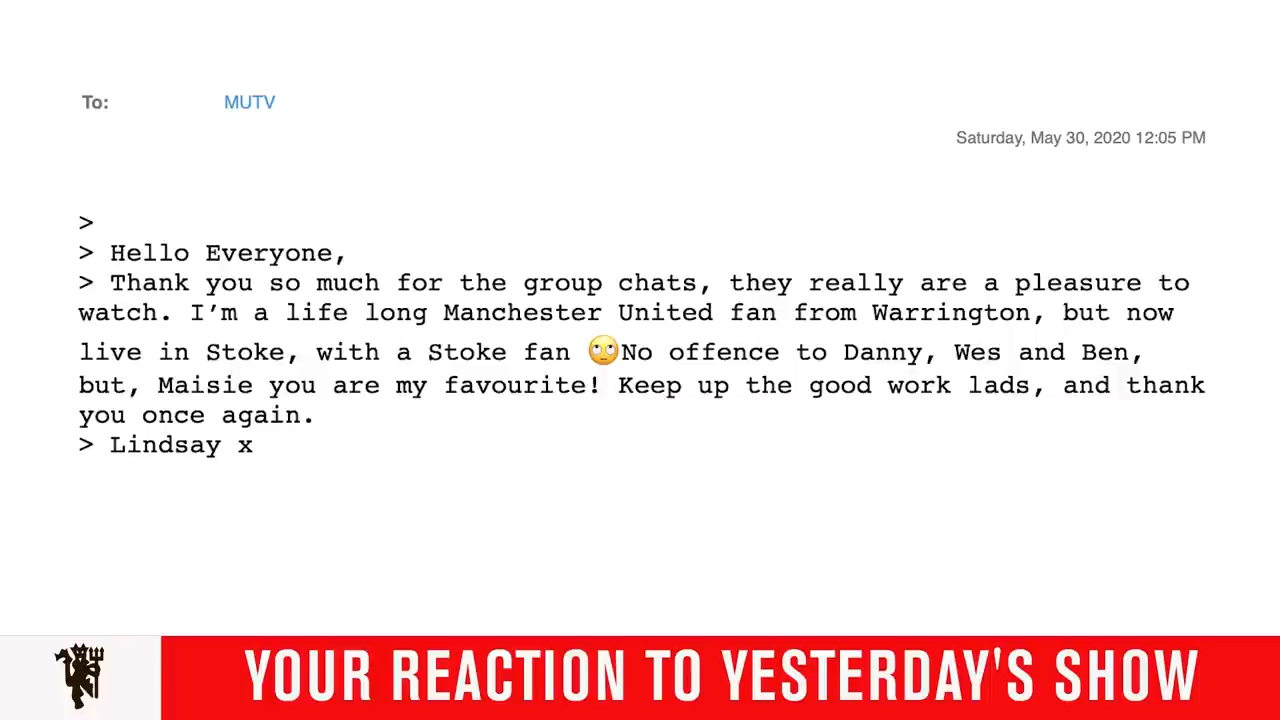 To: MUTV
Saturday, May 30, 2020 12:05 PM
>
> Hello Everyone,
> Thank you so much for the group chats, they really are a pleasure to
watch. I’m a life long Manchester United fan from Warrington, but now
live in Stoke, with a Stoke fan 🙄No offence to Danny, Wes and Ben,
but, Maisie you are my favourite! Keep up the good work lads, and thank
you once again.
> Lindsay x
YOUR REACTION TO YESTERDAY'S SHOW